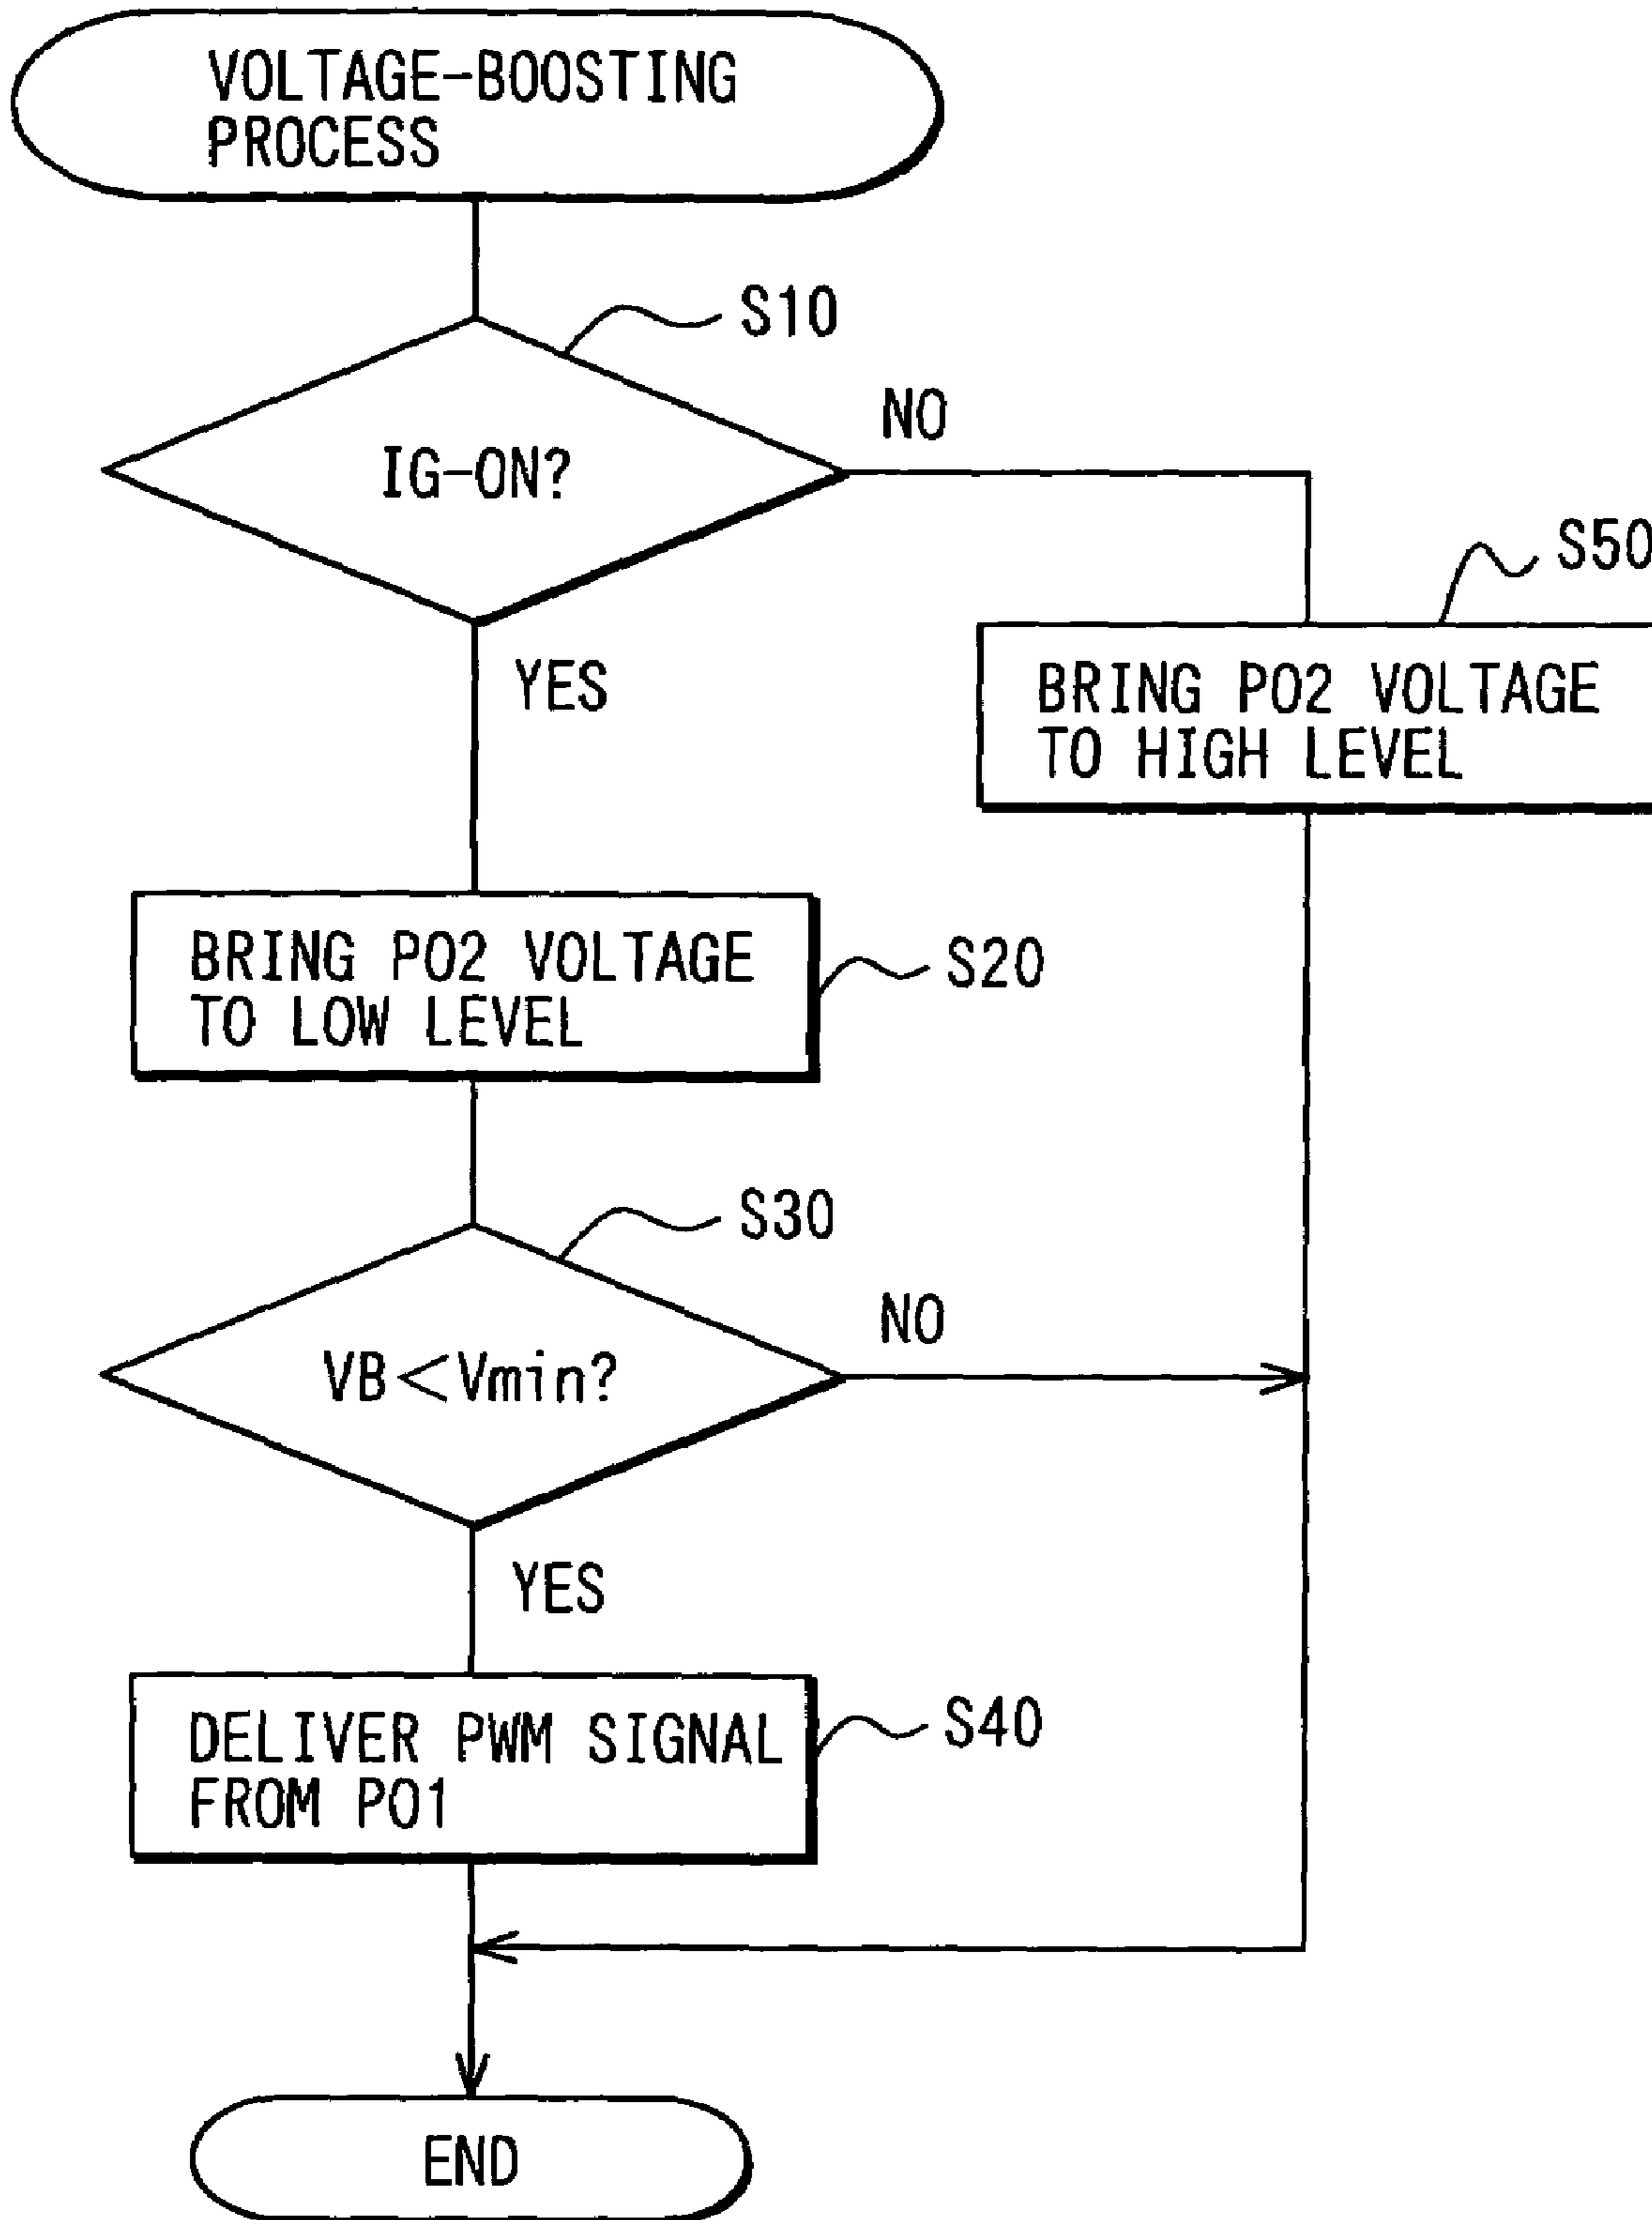 VOLTAGE-BOOSTING
PROCESS
S10
IG-ON?
NO
YES
S50
BRING PO2 VOLTAGE
TO HIGH LEVEL
BRING PO2 VOLTAGE
TO LOW LEVEL
S20
S30
VB<Vmin?
NO
YES
DELIVER PWM SIGNAL
FROM PO1
S40
END